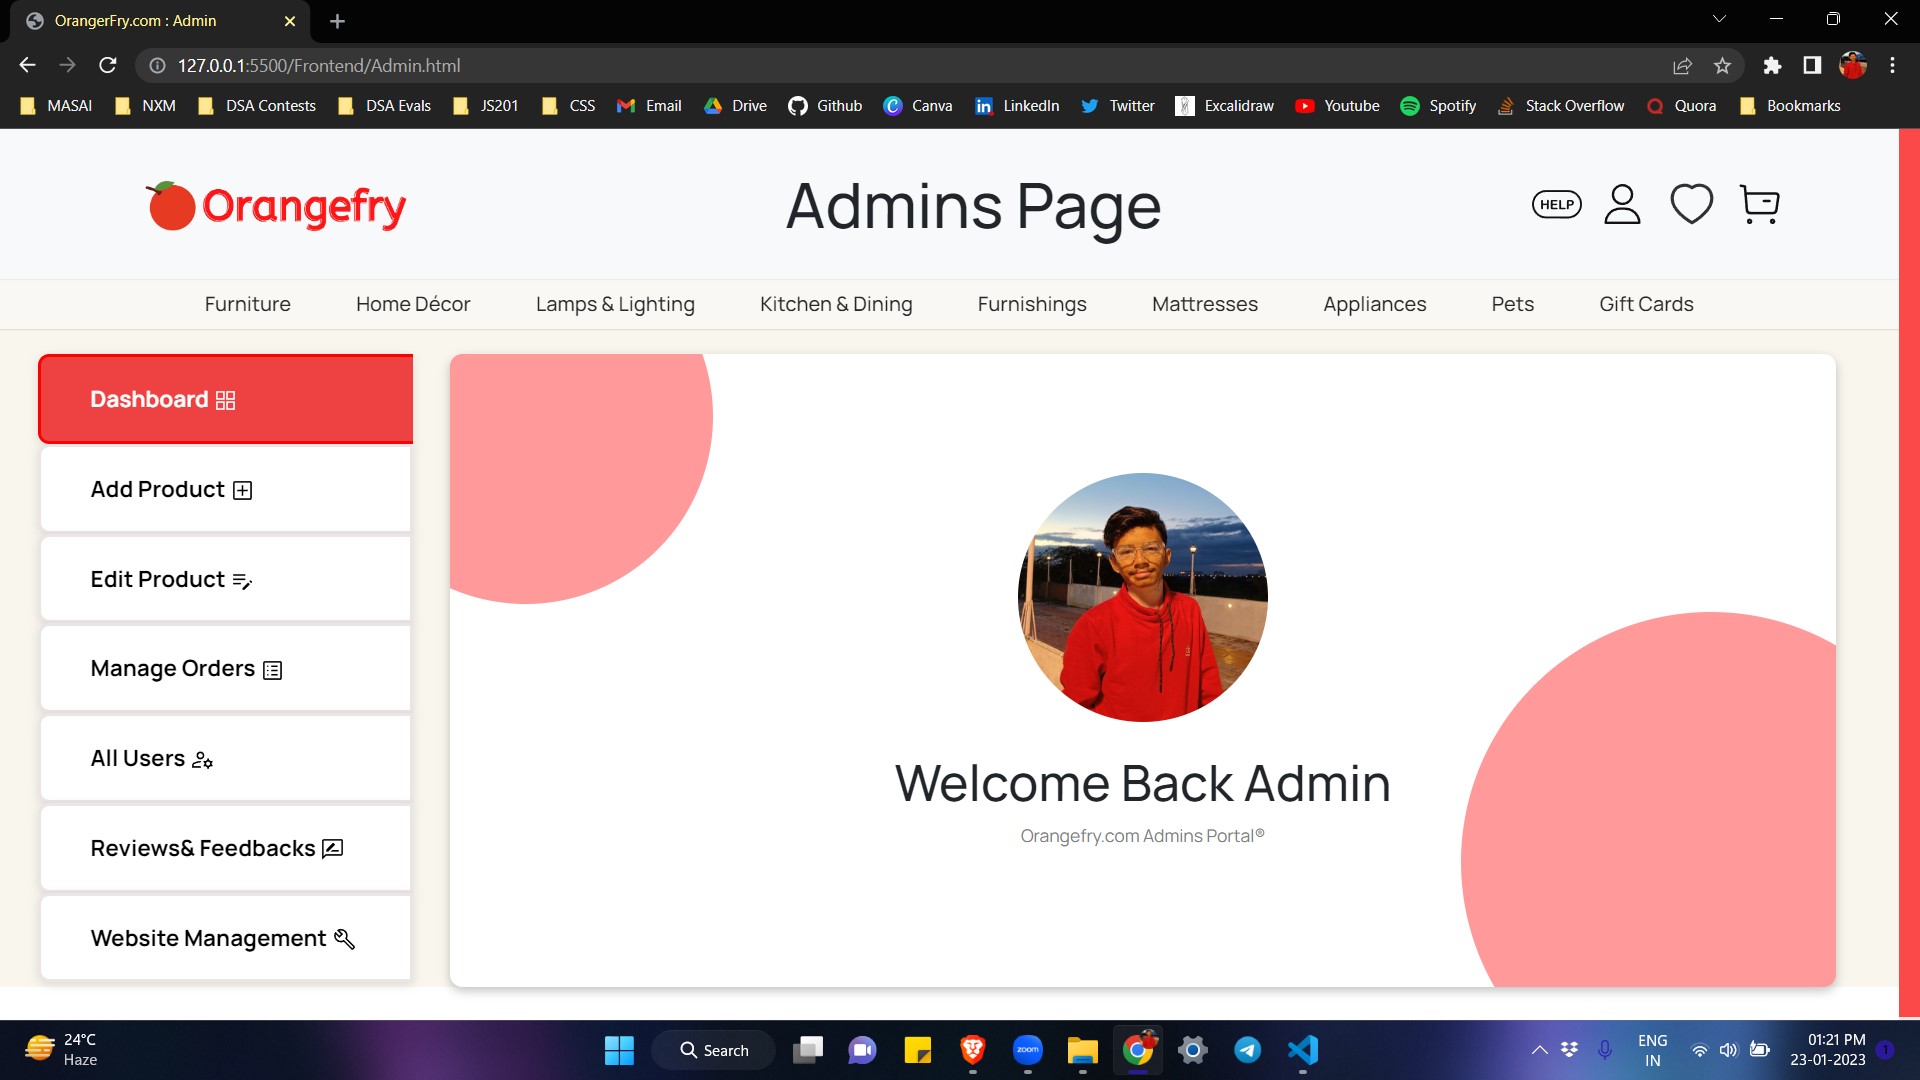 OrangerFry.com : Admin
127.0.0.1:5500/Frontend/Admin.html
MASAI NXM DSA Contests DSA Evals JS201 CSS Email Drive Github Canva LinkedIn Twitter Excalidraw Youtube Spotify Stack Overflow Quora Bookmarks
Orangefry
Admins Page
HELP
Furniture Home Décor Lamps & Lighting Kitchen & Dining Furnishings Mattresses Appliances Pets Gift Cards
Dashboard
Add Product
Edit Product
Manage Orders
All Users
Reviews& Feedbacks
Website Management
Welcome Back Admin
Orangefry.com Admins Portal®
24°C
Haze
Search
zoom
ENG
IN
01:21 PM
23-01-2023
1